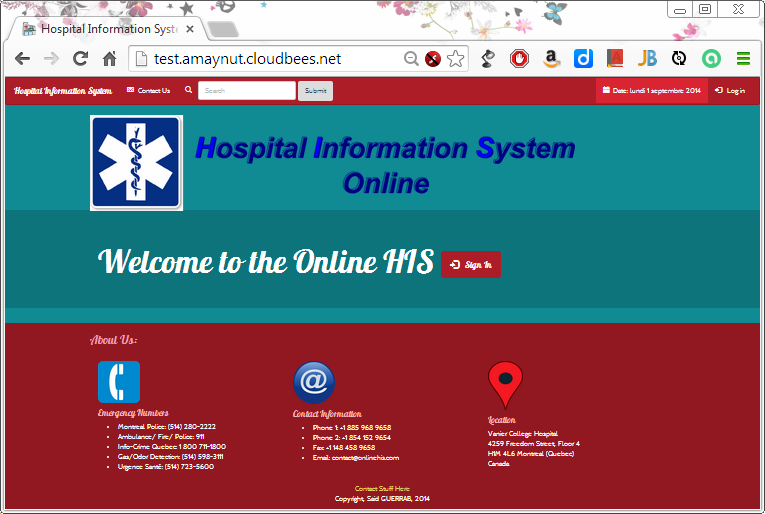 Hospital Information Syste
test.amaynut.cloudbees.net
JB
Hospital Information System Contact Us Search Submit Date: lundi 1 septembre 2014 Login
Hospital Information System
Online
Welcome to the Online HIS Sign In
About Us:
Emergency Numbers
Montreal Police: (514) 280-2222
Ambulance/ Fire/ Police: 911
Info-Crime Quebec: 1 800 711-1800
Gas/Odor Detection: (514) 598-3111
Urgence Santé: (514) 723-5600
@
Contact Information
Phone 1: +1 885 968 9658
Phone 2: +1 854 152 9654
Fax: +1 148 458 9658
Email: contact@onlinehis.com
Location
Vanier College Hospital
4259 Freedom Street, Floor 4
H1M 4L6 Montreal (Quebec)
Canada
Contact Stuff Here
Copyright, Said GUERRAB, 2014